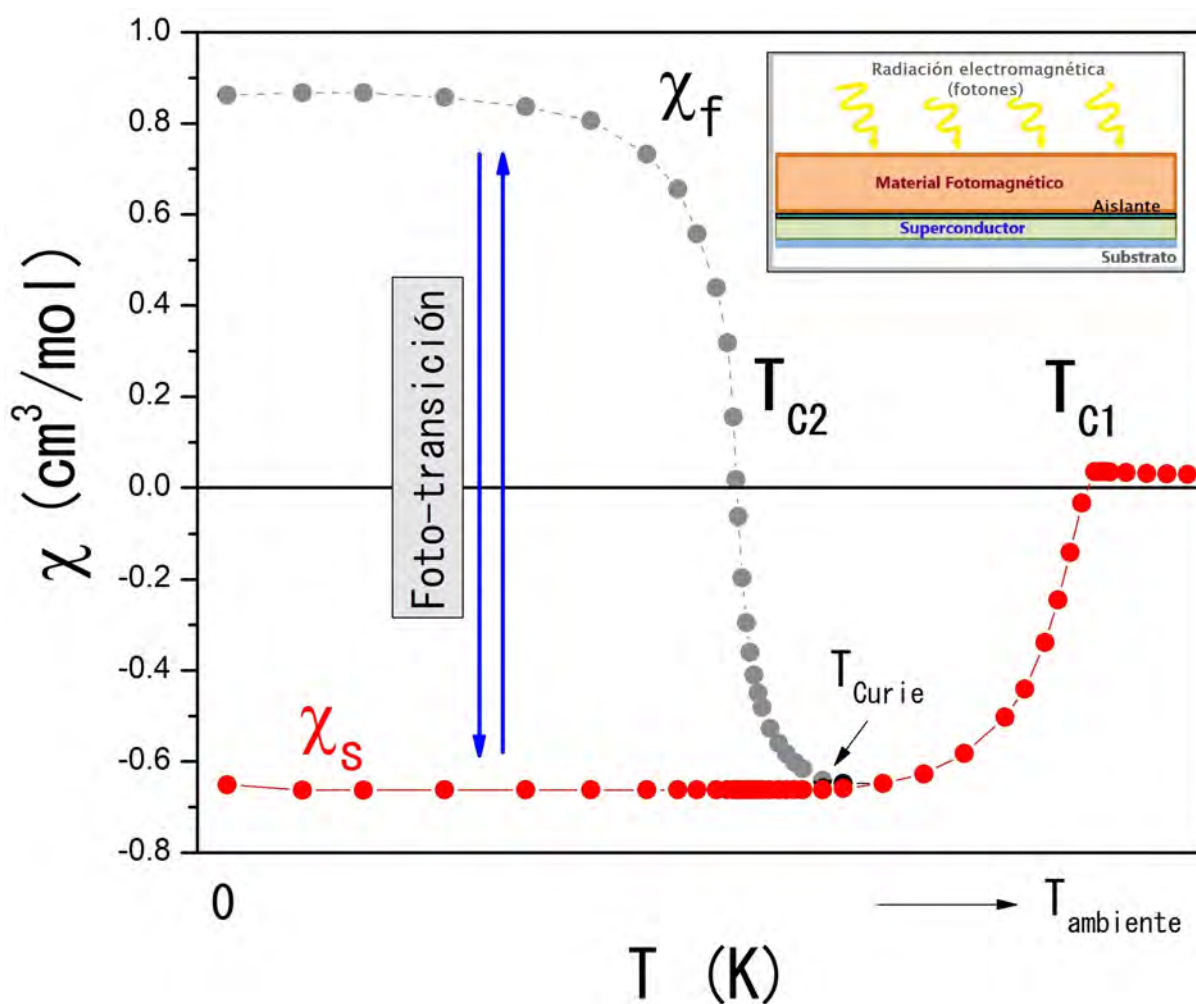 1.0
0.8
0.6
0.4
0.2
0.0
-0.2
-0.4
-0.6
-0.8
χ (cm³/mol)
χf
Radiación electromagnética
(fotones)
Material Fotomagnético
Aislante
Superconductor
Substrato
Foto-transición
TC2
TC1
TCurie
χs
0
Tambiente
T (K)